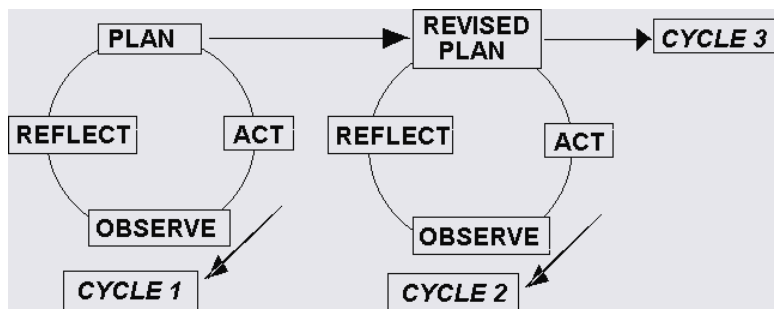 PLAN
REVISED
PLAN
CYCLE 3
REFLECT
ACT
REFLECT
ACT
OBSERVE
OBSERVE
CYCLE 1
CYCLE 2